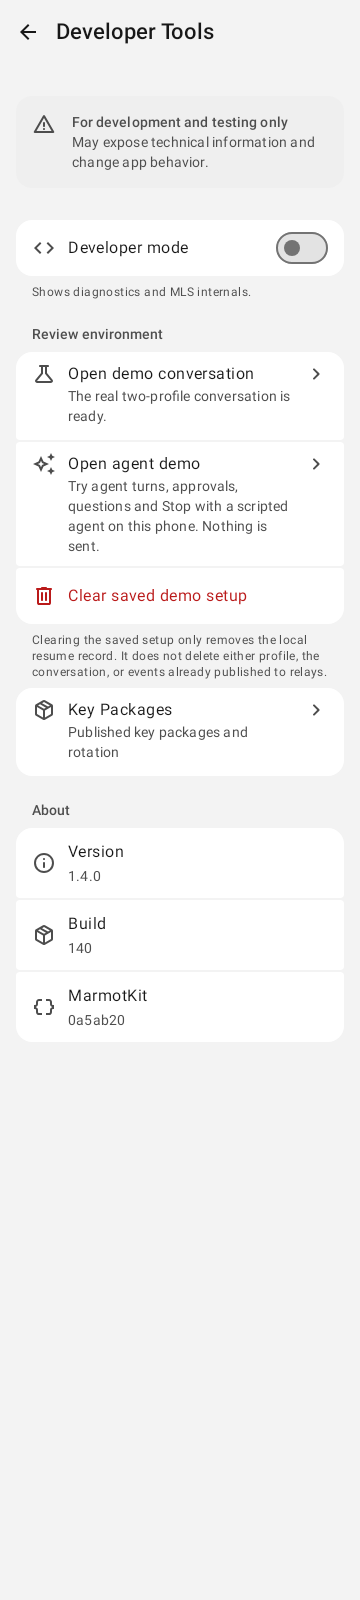 Developer Tools
For development and testing only
May expose technical information and
change app behavior.
Developer mode
Shows diagnostics and MLS internals.
Review environment
Open demo conversation
The real two-profile conversation is
ready.
Open agent demo
Try agent turns, approvals,
questions and Stop with a scripted
agent on this phone. Nothing is
sent.
Clear saved demo setup
Clearing the saved setup only removes the local
resume record. It does not delete either profile, the
conversation, or events already published to relays.
Key Packages
Published key packages and
rotation
About
Version
1.4.0
Build
140
MarmotKit
0a5ab20